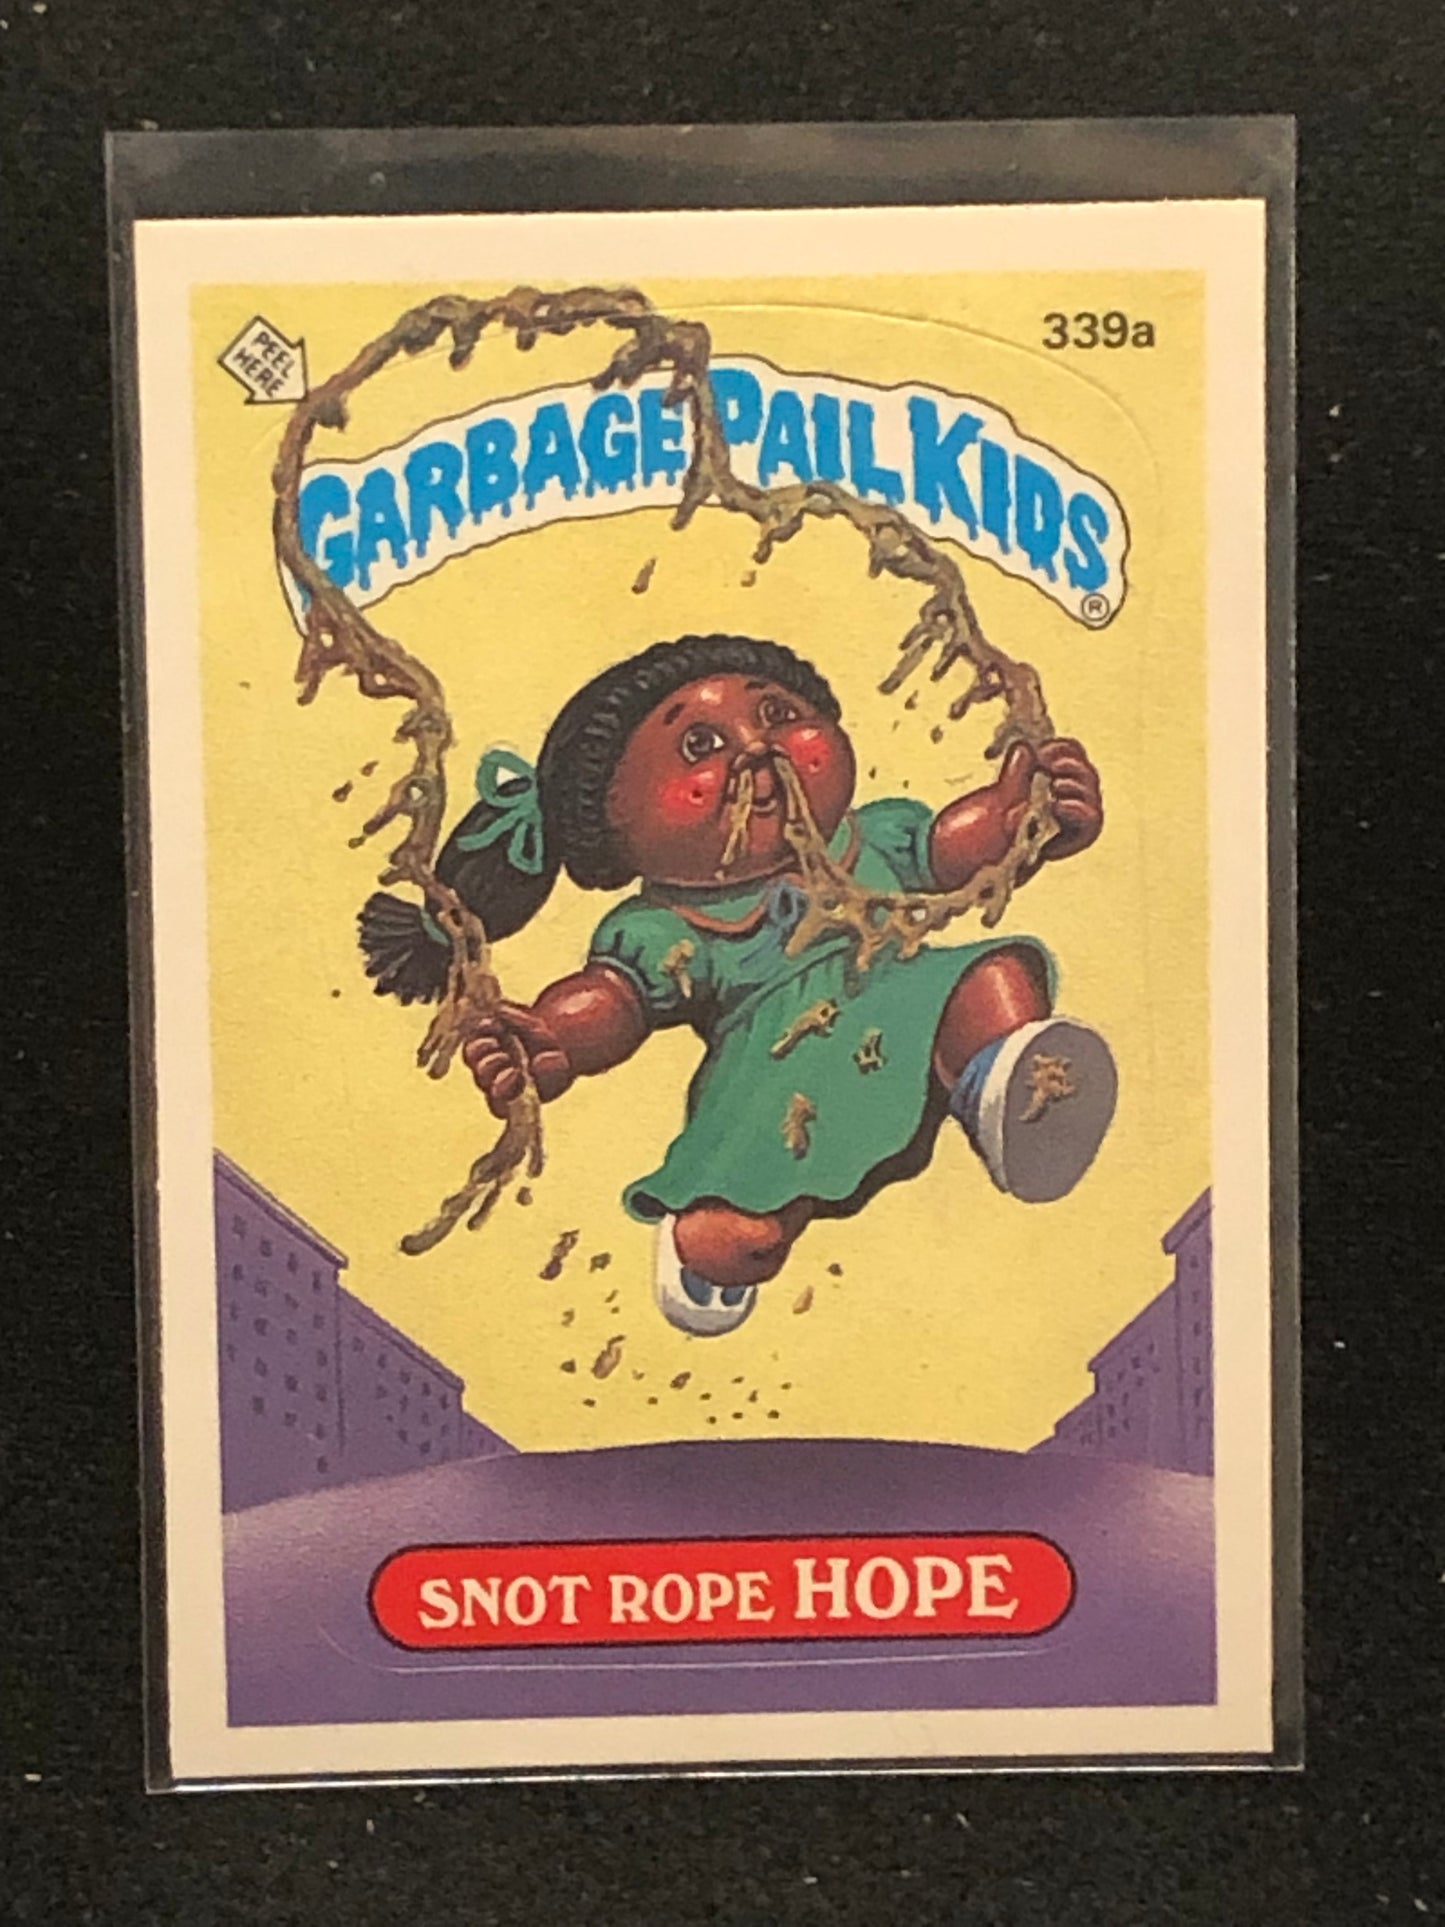 PEEL
HERE
339a
GARBAGE PAIL KIDS
®
SNOT ROPE HOPE